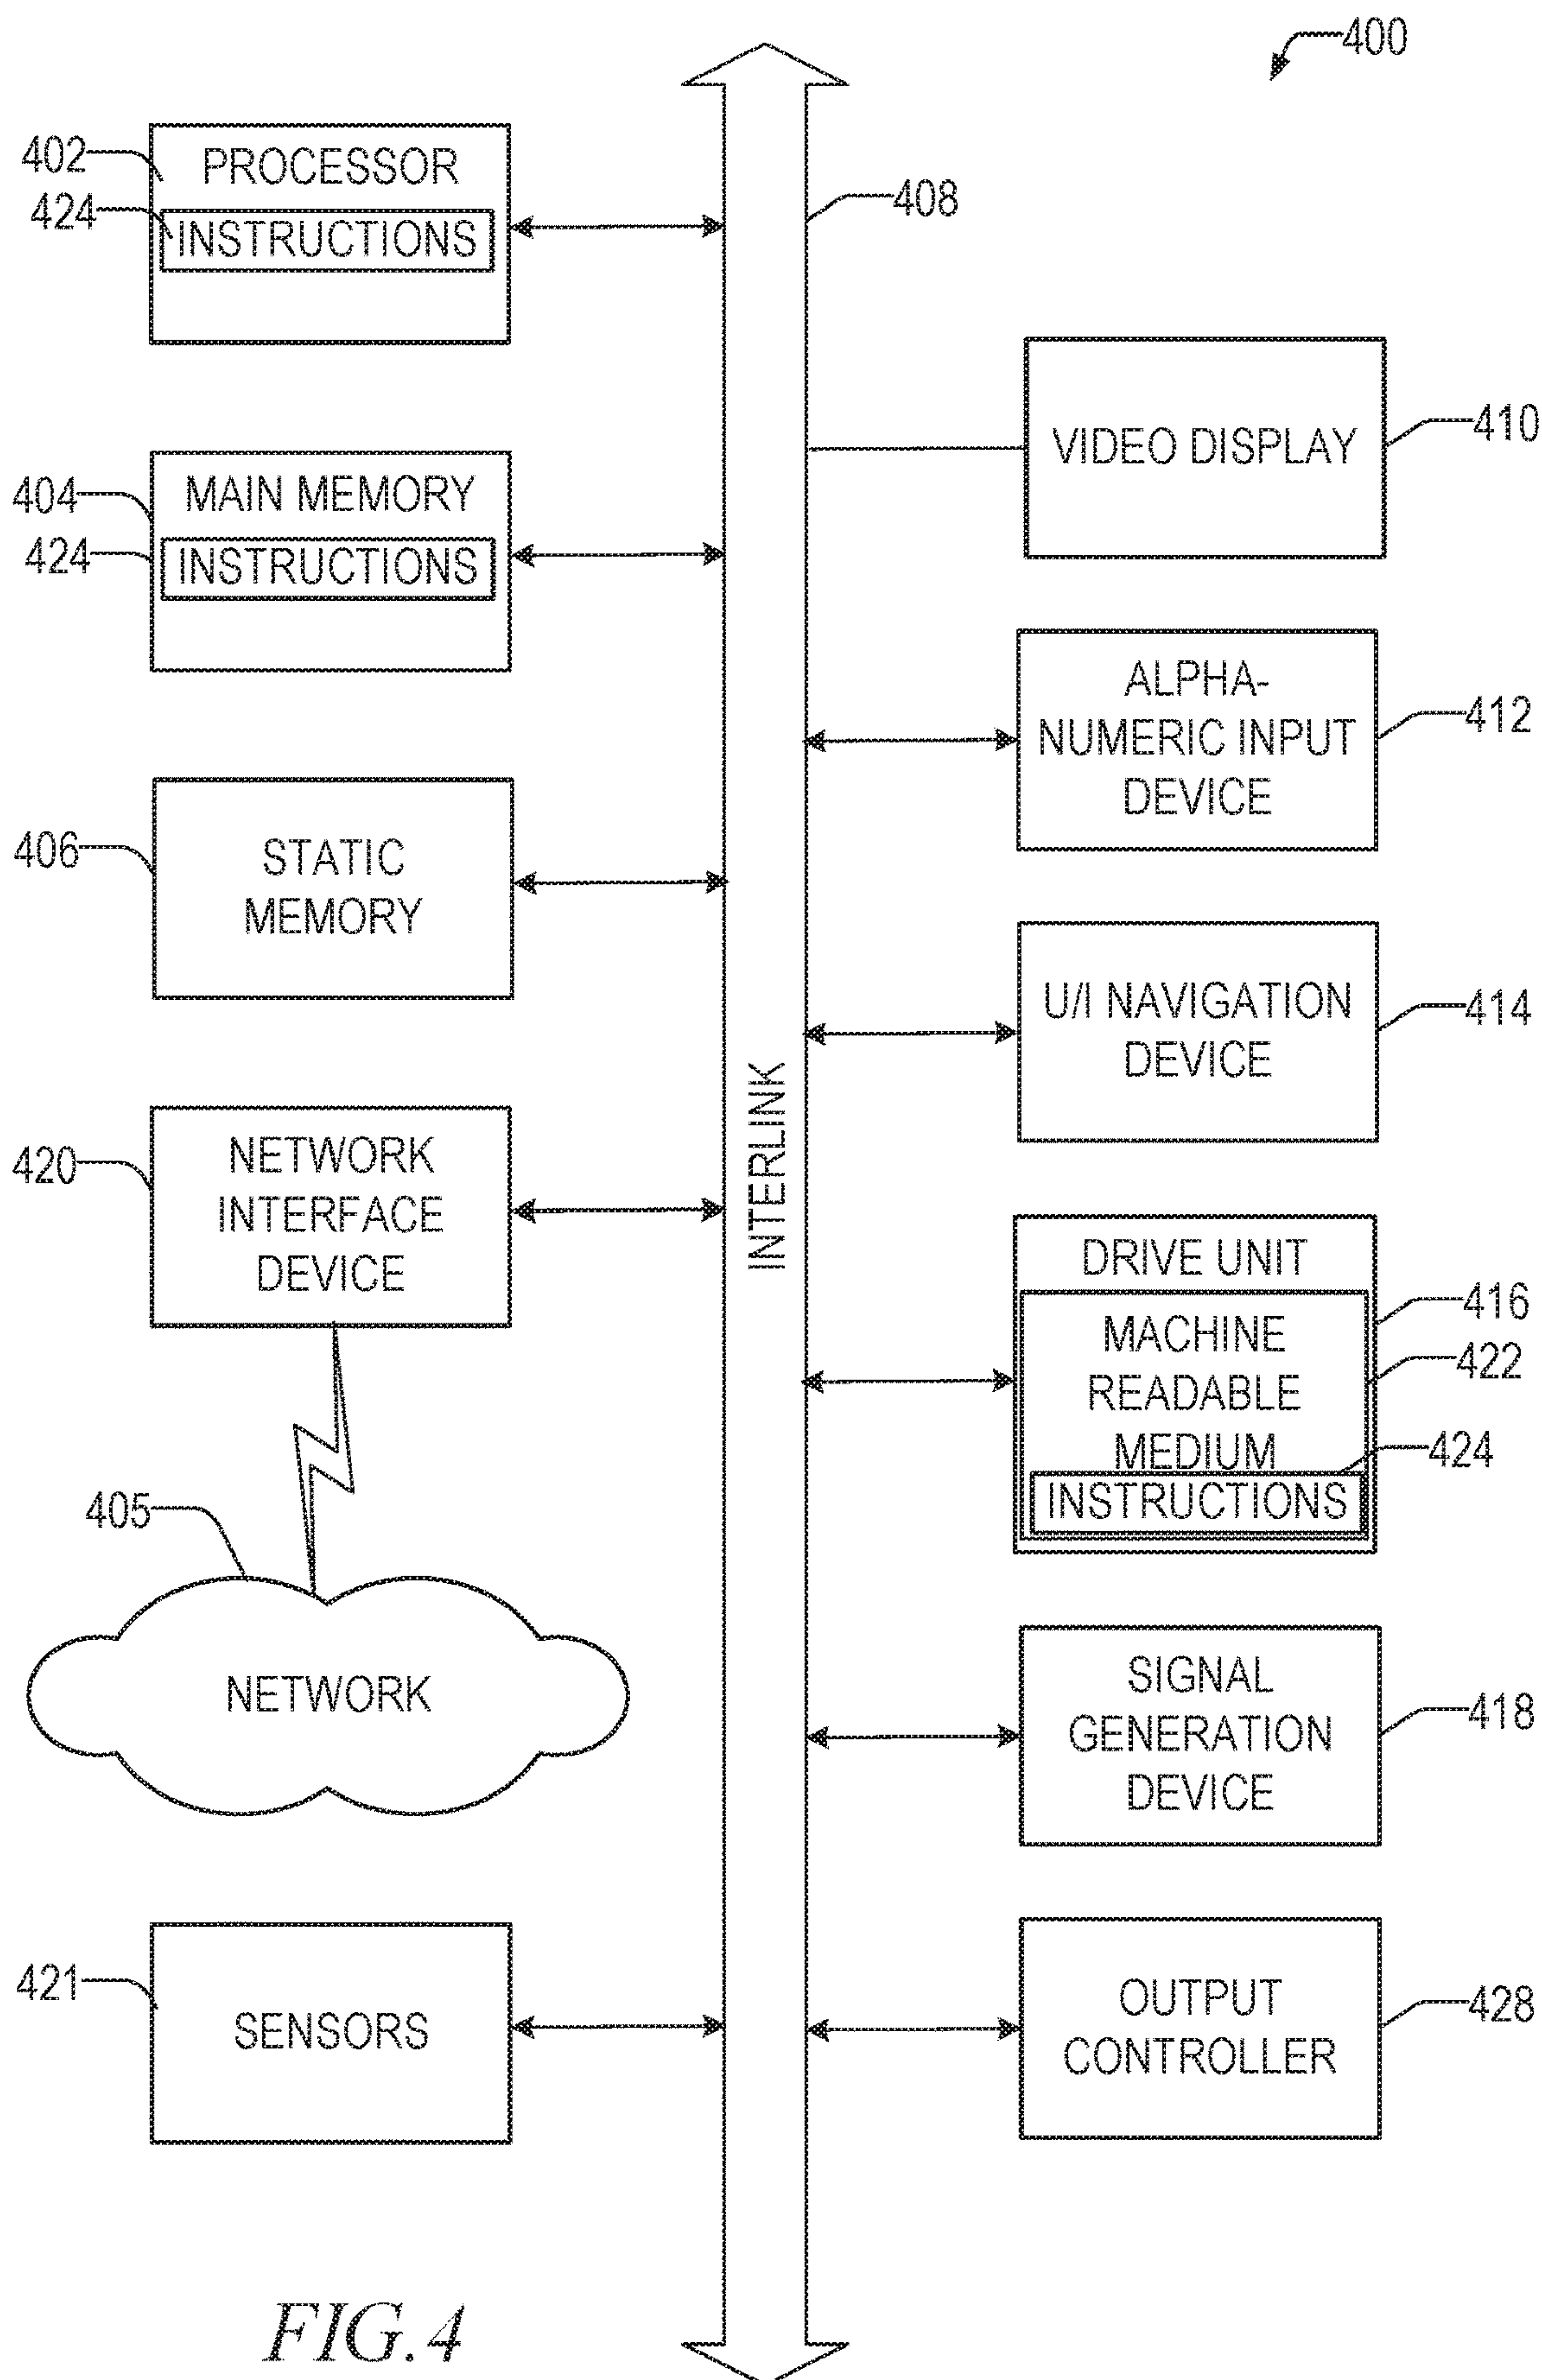 400
402
PROCESSOR
424
INSTRUCTIONS
408
VIDEO DISPLAY
410
404
MAIN MEMORY
424
INSTRUCTIONS
ALPHA-
NUMERIC INPUT
DEVICE
412
406
STATIC
MEMORY
U/I NAVIGATION
DEVICE
414
INTERLINK
420
NETWORK
INTERFACE
DEVICE
DRIVE UNIT
416
MACHINE
READABLE
MEDIUM
422
424
INSTRUCTIONS
405
NETWORK
SIGNAL
GENERATION
DEVICE
418
421
SENSORS
OUTPUT
CONTROLLER
428
FIG. 4